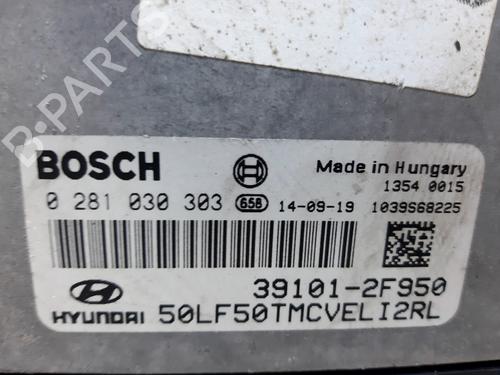 B-PARTS
BOSCH
Made in Hungary
1354 0015
0 281 030 303 658 14-09-19 1039S68225
39101-2F950
HYUNDAI 50LF50TMCVELI2RL